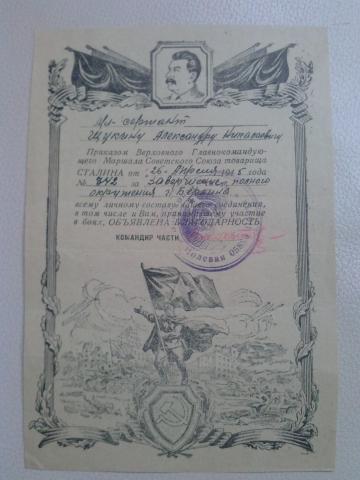 мл. сержант
Щукину Александру
Приказом Верховного Главнокомандую-
щего Маршала Советского Союза товарища
СТАЛИНА от 26 Апреля 1945 года
№ 342 за завершение полного
окружения г. Берлина
всему личному составу нашего соединения,
в том числе и Вам, принимавшему участие
в боях, ОБЪЯВЛЕНА БЛАГОДАРНОСТЬ.
КОМАНДИР ЧАСТИ